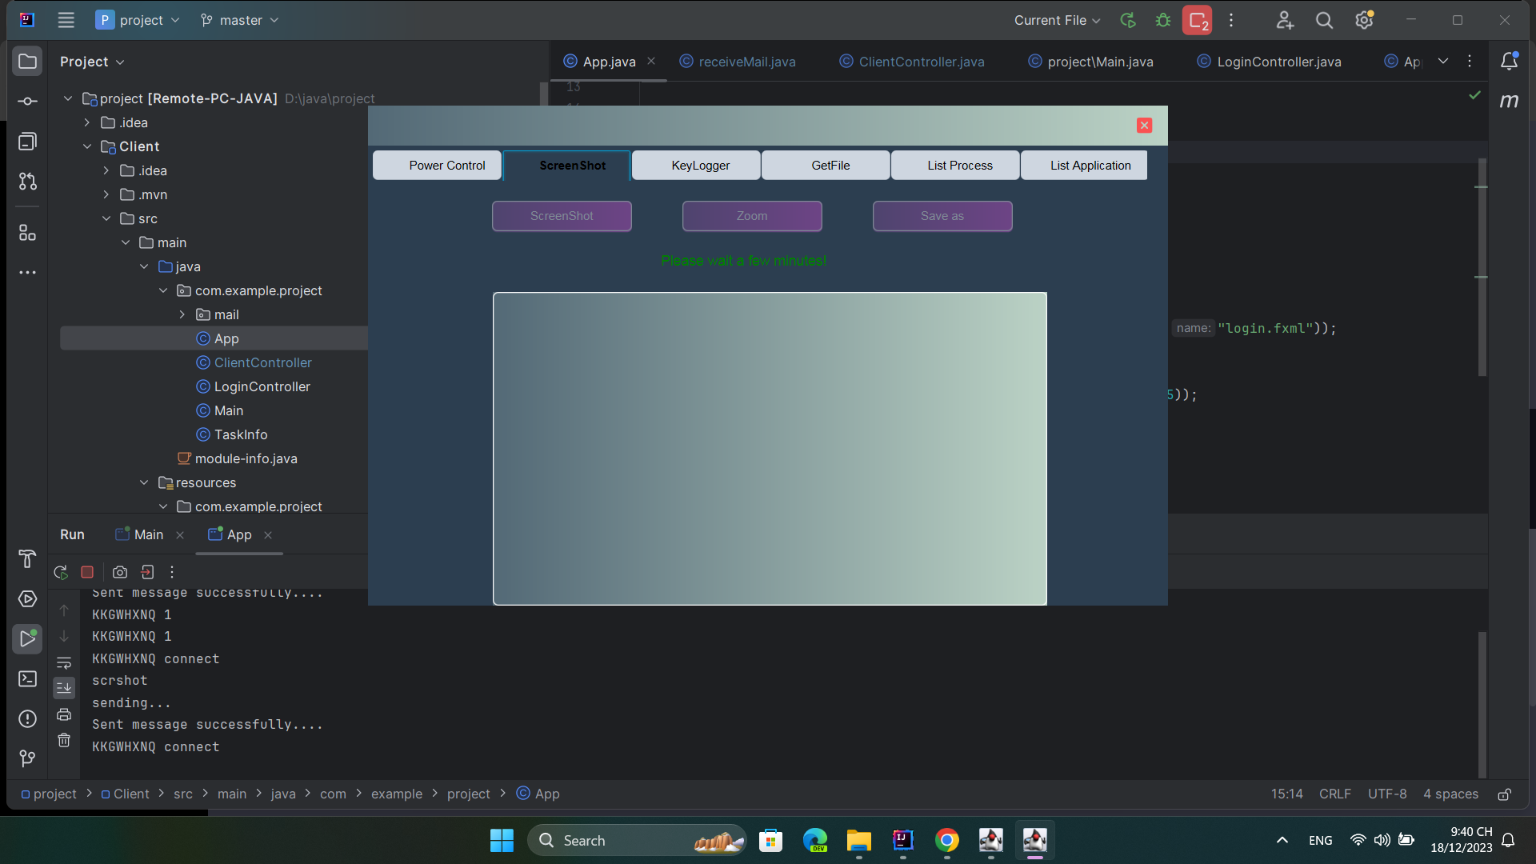 P project
master
Current File
2
Project
App.java
receiveMail.java
ClientController.java
project\Main.java
LoginController.java
project [Remote-PC-JAVA] D:\java\project
13
.idea
Client
.idea
.mvn
src
main
java
com.example.project
mail
App
ClientController
LoginController
Main
TaskInfo
module-info.java
resources
com.example.project
m
Power Control
ScreenShot
KeyLogger
GetFile
List Process
List Application
ScreenShot
Zoom
Save as
Please wait a few minutes!
name: "login.fxml"));
));
Run
Main
App
Sent message successfully....
KKGWHXNQ 1
KKGWHXNQ 1
KKGWHXNQ connect
scrshot
sending...
Sent message successfully....
KKGWHXNQ connect
project > Client > src > main > java > com > example > project > App
15:14 CRLF UTF-8 4 spaces
Search
DEV
ENG
9:40 CH
18/12/2023